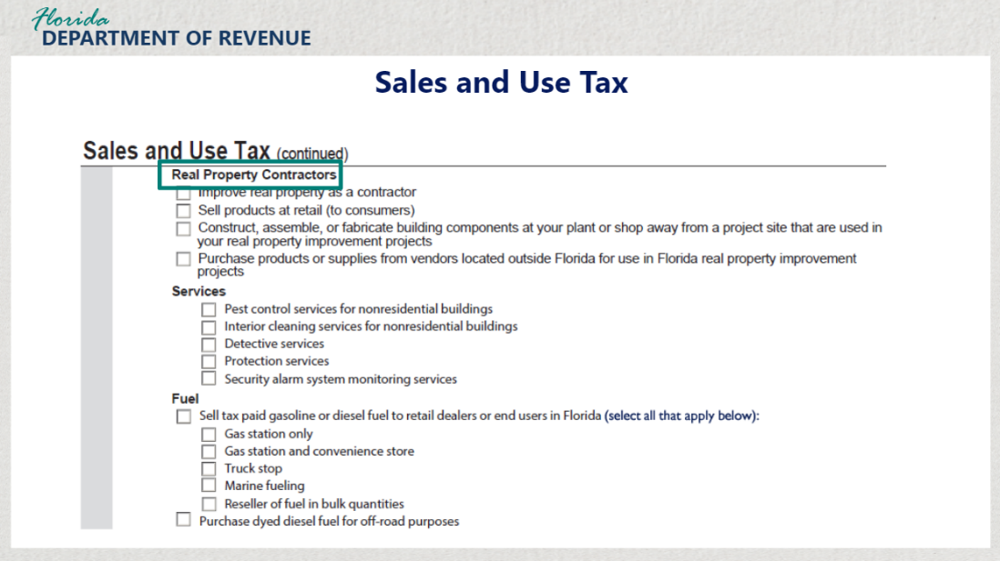 Florida
DEPARTMENT OF REVENUE
Sales and Use Tax
Sales and Use Tax (continued)
Real Property Contractors
Improve real property as a contractor
Sell products at retail (to consumers)
Construct, assemble, or fabricate building components at your plant or shop away from a project site that are used in
your real property improvement projects
Purchase products or supplies from vendors located outside Florida for use in Florida real property improvement
projects
Services
Pest control services for nonresidential buildings
Interior cleaning services for nonresidential buildings
Detective services
Protection services
Security alarm system monitoring services
Fuel
Sell tax paid gasoline or diesel fuel to retail dealers or end users in Florida (select all that apply below):
Gas station only
Gas station and convenience store
Truck stop
Marine fueling
Reseller of fuel in bulk quantities
Purchase dyed diesel fuel for off-road purposes